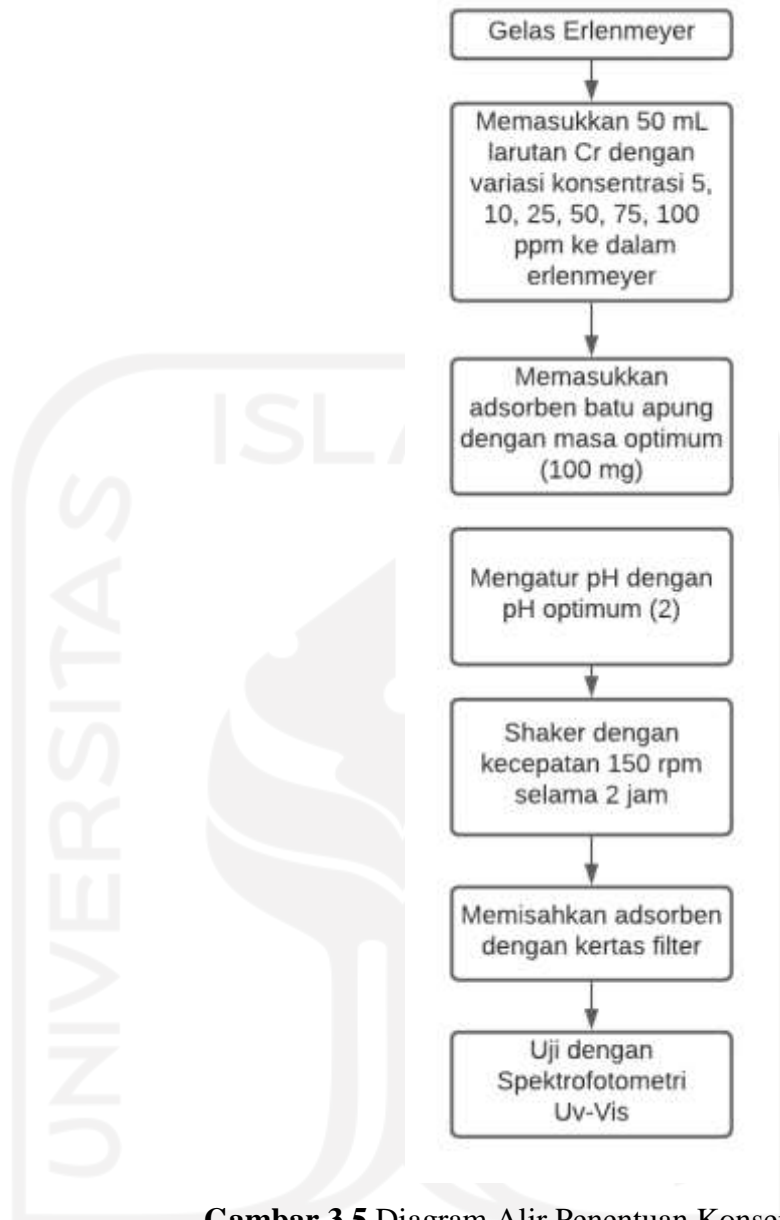 Gelas Erlenmeyer
Memasukkan 50 mL
larutan Cr dengan
variasi konsentrasi 5,
10, 25, 50, 75, 100
ppm ke dalam
erlenmeyer
Memasukkan
adsorben batu apung
dengan masa optimum
(100 mg)
Mengatur pH dengan
pH optimum (2)
Shaker dengan
kecepatan 150 rpm
selama 2 jam
Memisahkan adsorben
dengan kertas filter
Uji dengan
Spektrofotometri
Uv-Vis
UNIVERSITAS
Gambar 3.5 Diagram Alir Penentuan